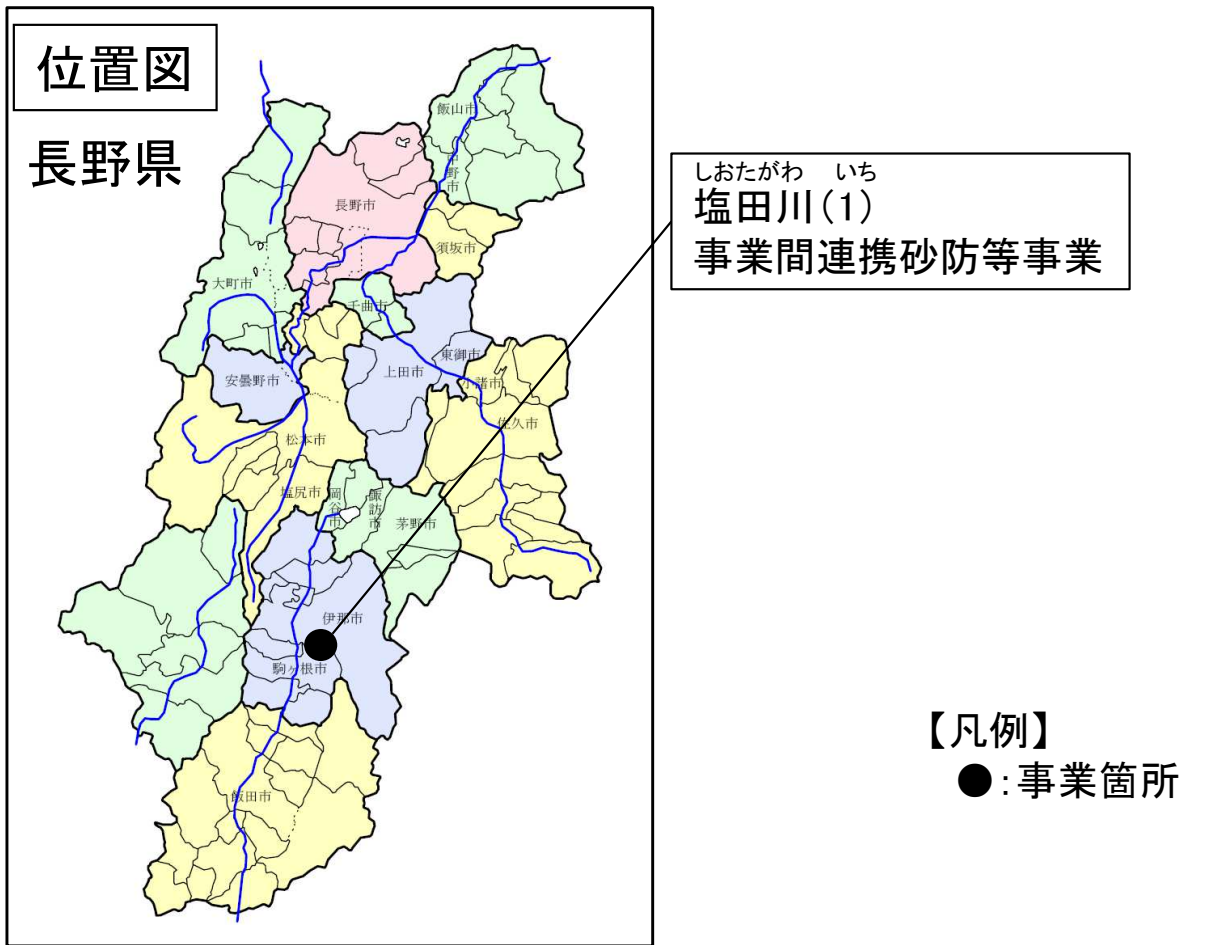 位置図
長野県
飯山市
中野市
長野市
須坂市
大町市
千曲市
東御市
上田市
安曇野市
小諸市
佐久市
松本市
塩尻市
岡谷市
諏訪市
茅野市
伊那市
駒ヶ根市
飯田市
しおたがわ いち
塩田川(1)
事業間連携砂防等事業
【凡例】
●:事業箇所